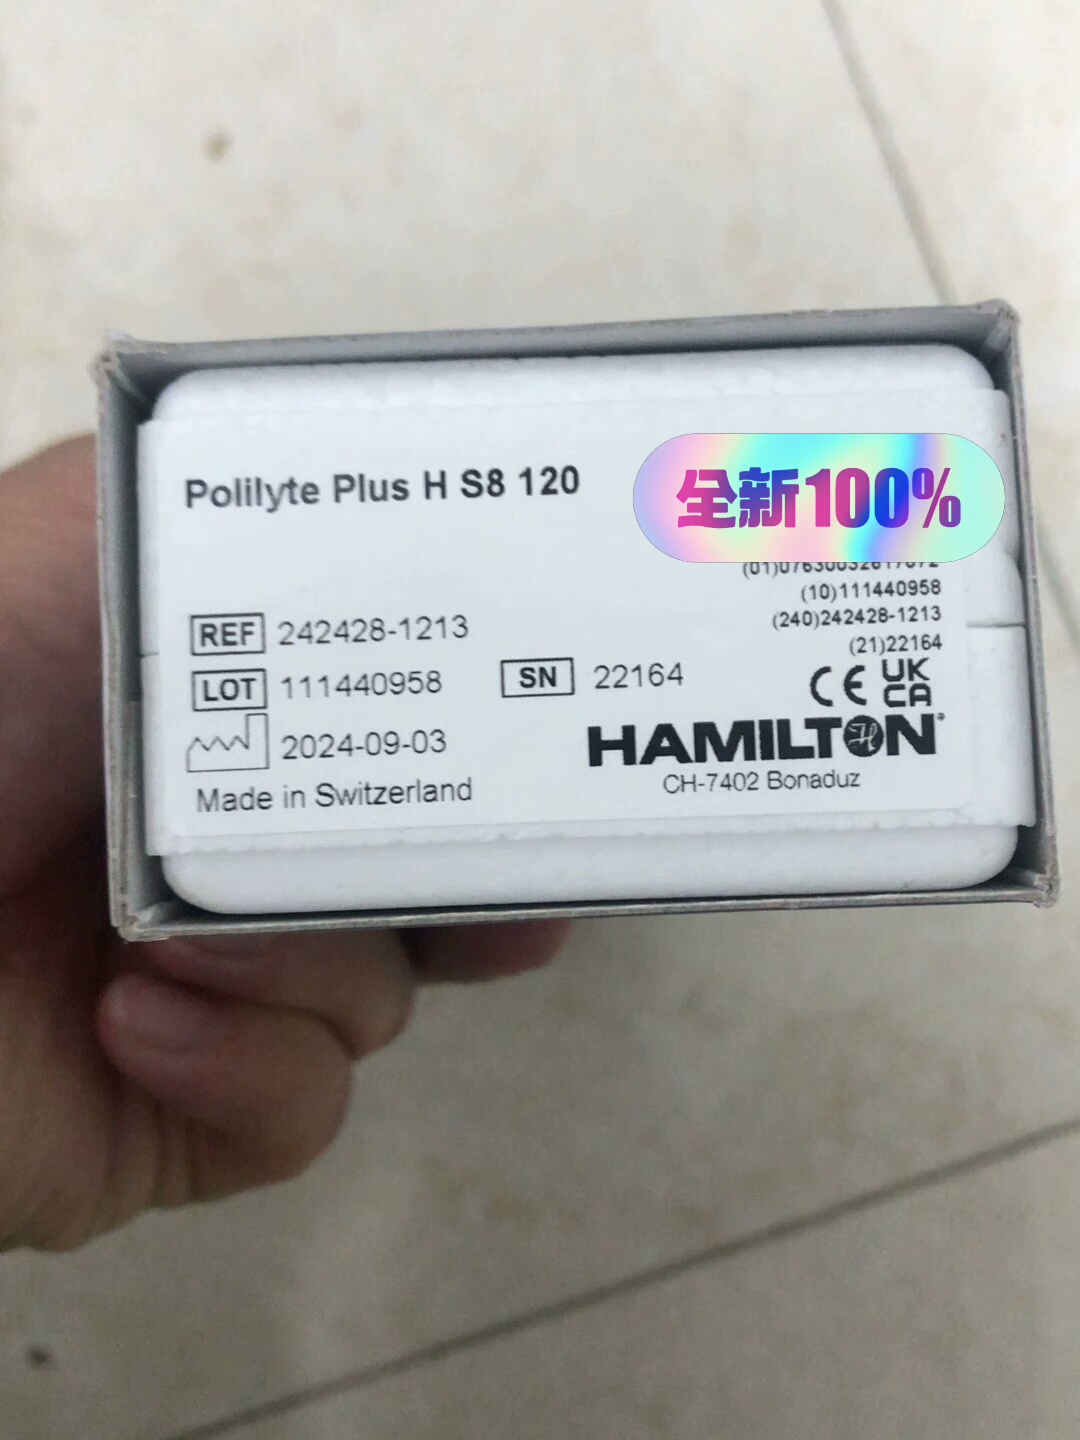 Polilyte Plus H S8 120
全新100%
(10)111440958
(240)242428-1213
(21)22164
REF 242428-1213
LOT 111440958
SN 22164
2024-09-03
Made in Switzerland
CE UK CA
HAMILTON
CH-7402 Bonaduz